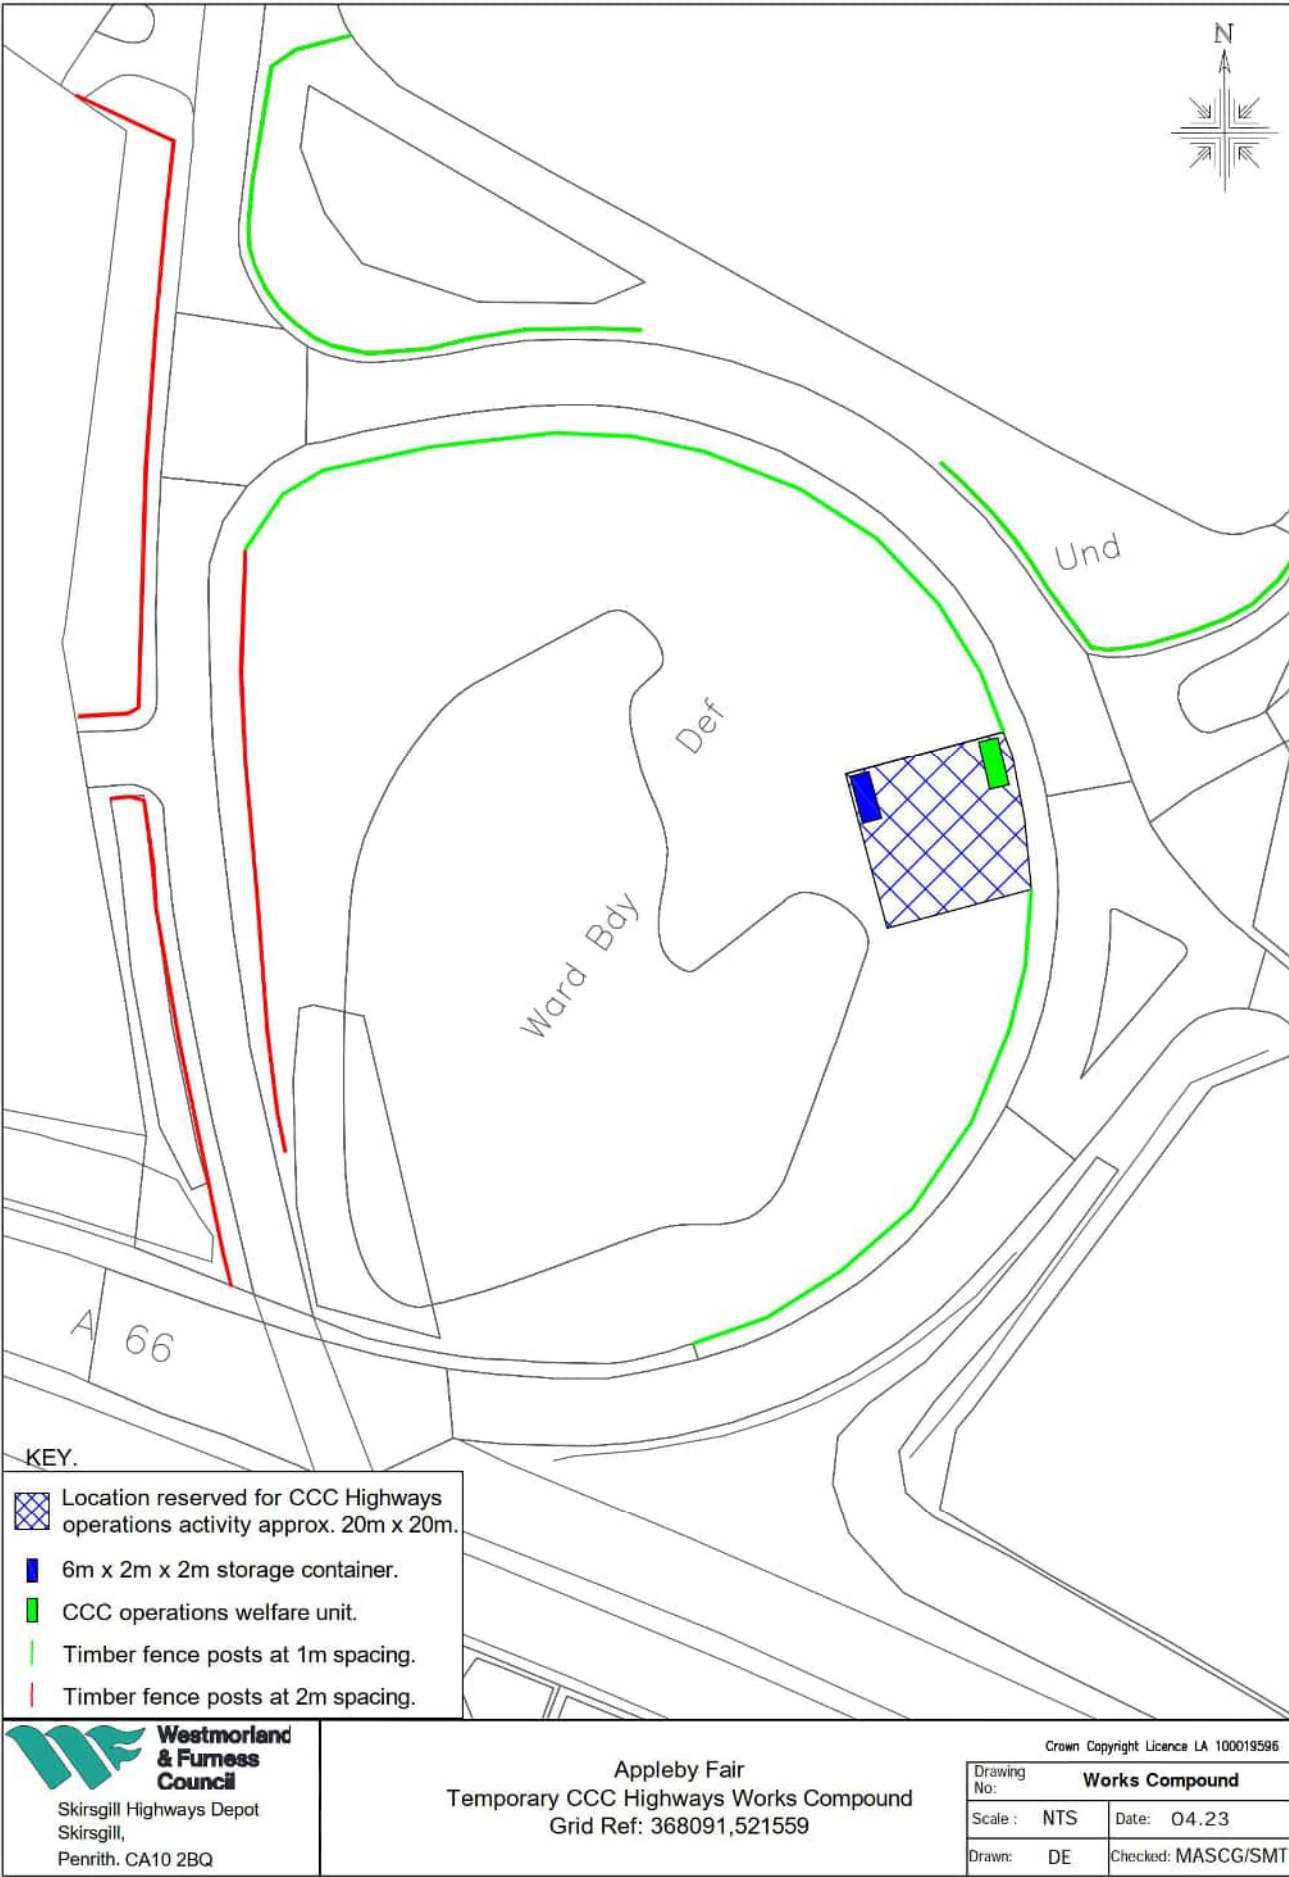 N
Und
Def
Ward Bdy
A 66
KEY.
Location reserved for CCC Highways
operations activity approx. 20m x 20m.
6m x 2m x 2m storage container.
CCC operations welfare unit.
Timber fence posts at 1m spacing.
Timber fence posts at 2m spacing.
Westmorland
& Furness
Council
Skirsgill Highways Depot
Skirsgill,
Penrith. CA10 2BQ
Appleby Fair
Temporary CCC Highways Works Compound
Grid Ref: 368091,521559
Crown Copyright Licence LA 100019596
Drawing
No:
Works Compound
Scale : NTS
Date: 04.23
Drawn: DE
Checked: MASCG/SMT